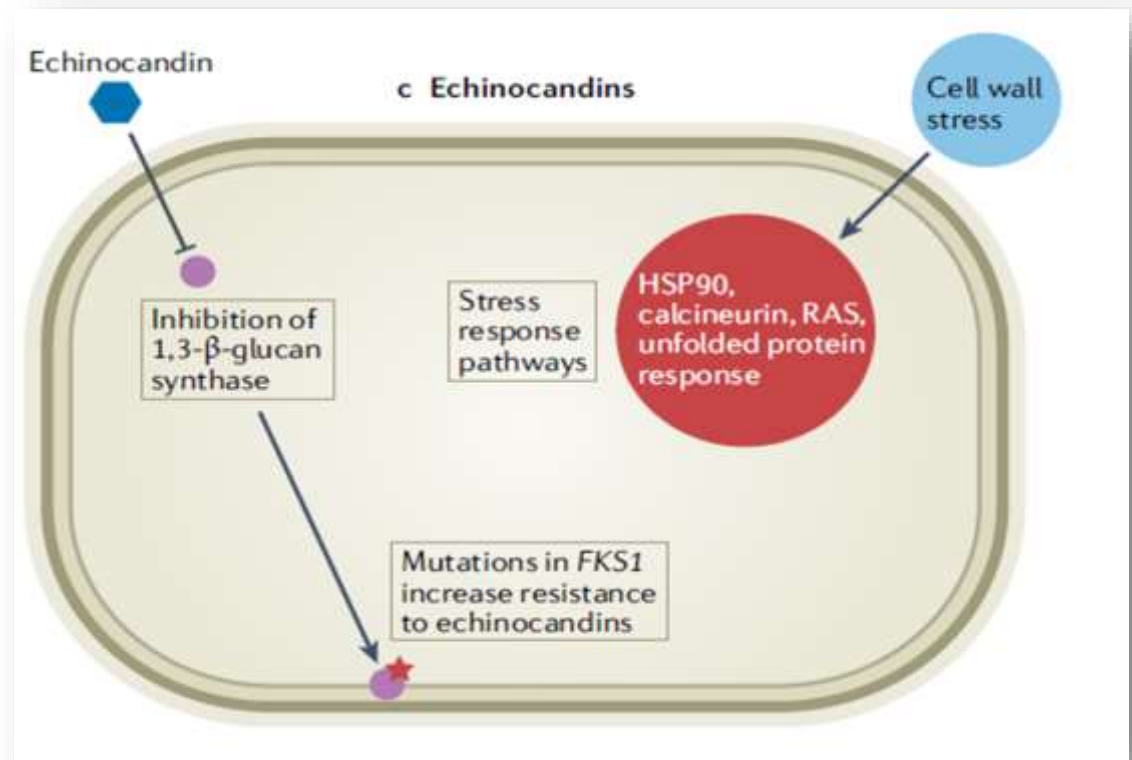 Echinocandin
c Echinocandins
Cell wall
stress
Inhibition of
1,3-β-glucan
synthase
Stress
response
pathways
HSP90,
calcineurin, RAS,
unfolded protein
response
Mutations in FKS1
increase resistance
to echinocandins